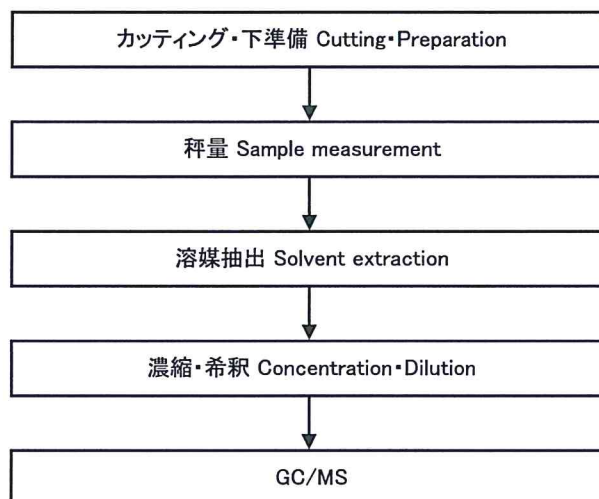 カッティング・下準備 Cutting・Preparation
秤量 Sample measurement
溶媒抽出 Solvent extraction
濃縮・希釈 Concentration・Dilution
GC/MS